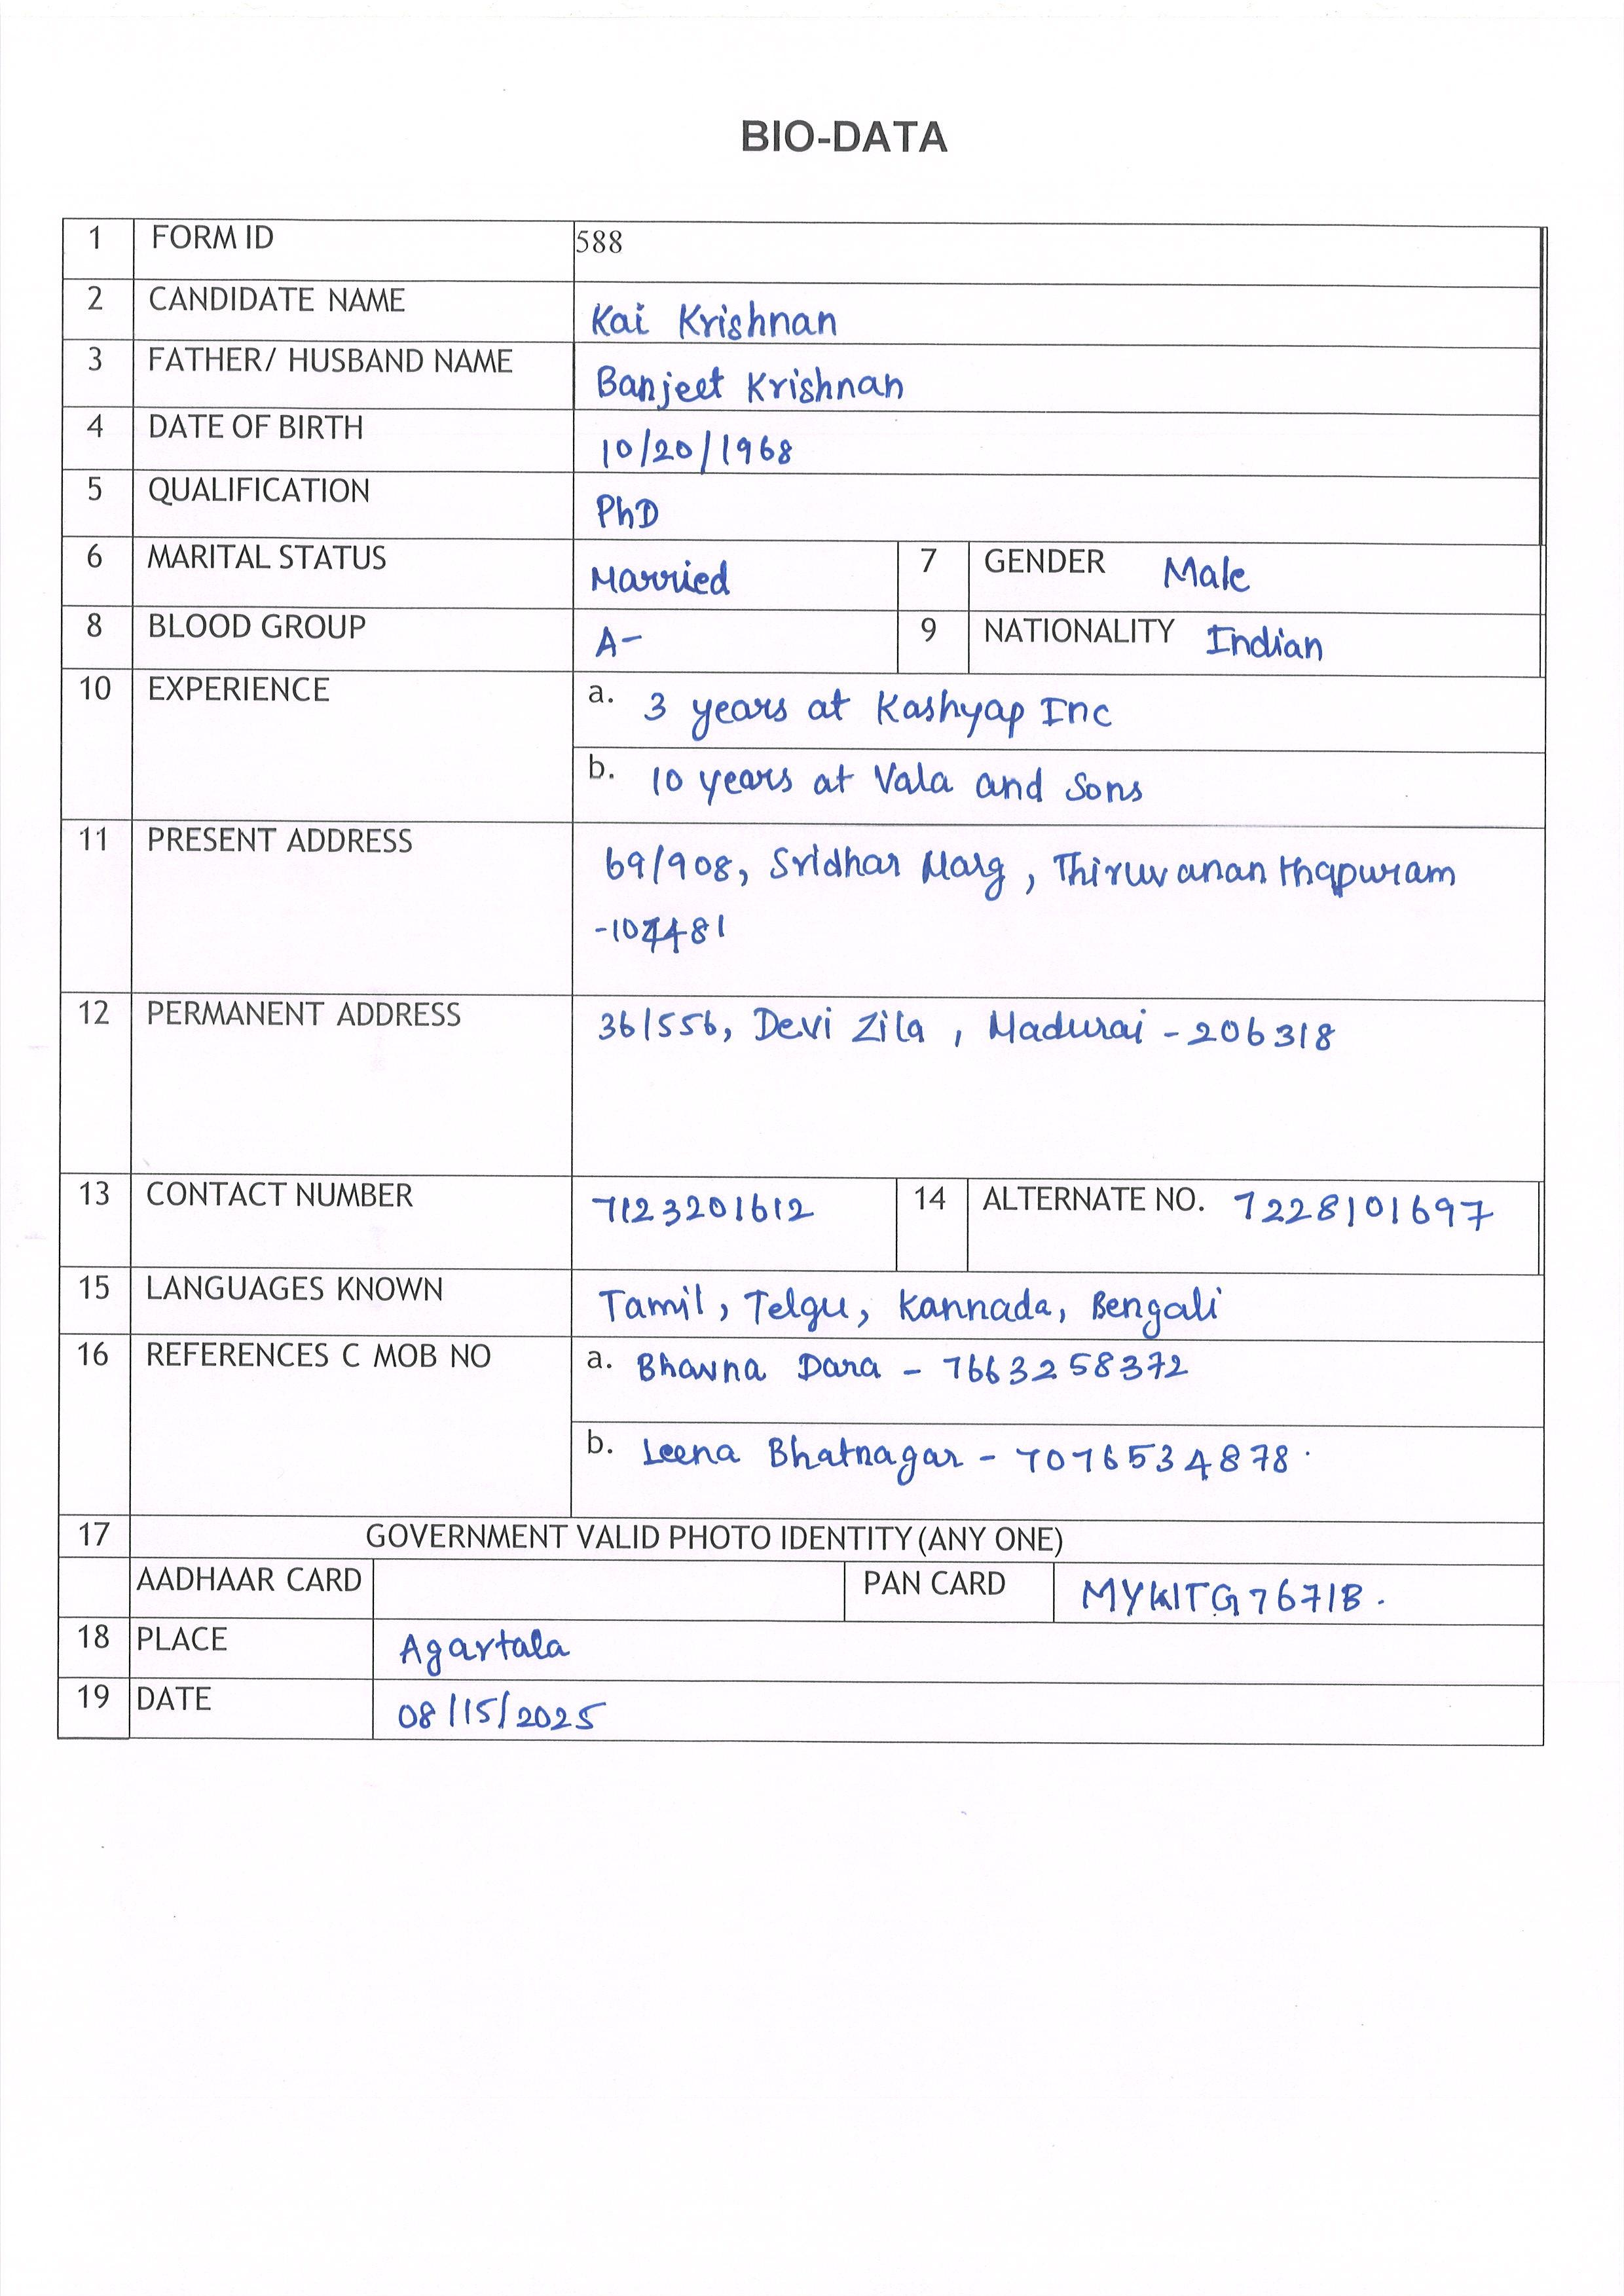 BIO-DATA
1 FORM ID 588
2 CANDIDATE NAME Kai Krishnan
3 FATHER/ HUSBAND NAME Banjeet Krishnan
4 DATE OF BIRTH 10/20/1968
5 QUALIFICATION PhD
6 MARITAL STATUS Married 7 GENDER Male
8 BLOOD GROUP A- 9 NATIONALITY Indian
10 EXPERIENCE a. 3 years at Kashyap Inc
b. 10 years at Vala and Sons
11 PRESENT ADDRESS 69/908, Sridhar Marg, Thiruvananthapuram
12 PERMANENT ADDRESS 36/556, Devi Zila, Madurai - 206318
13 CONTACT NUMBER 7123201612 14 ALTERNATE NO. 7228101697
15 LANGUAGES KNOWN Tamil, Telgu, Kannada, Bengali
16 REFERENCES C MOB NO a. Bhavna Dara - 7663258372
b. Leena Bhatnagar - 7076534878.
17 GOVERNMENT VALID PHOTO IDENTITY (ANY ONE)
AADHAAR CARD PAN CARD
18 PLACE Agartala
19 DATE 08/15/2025